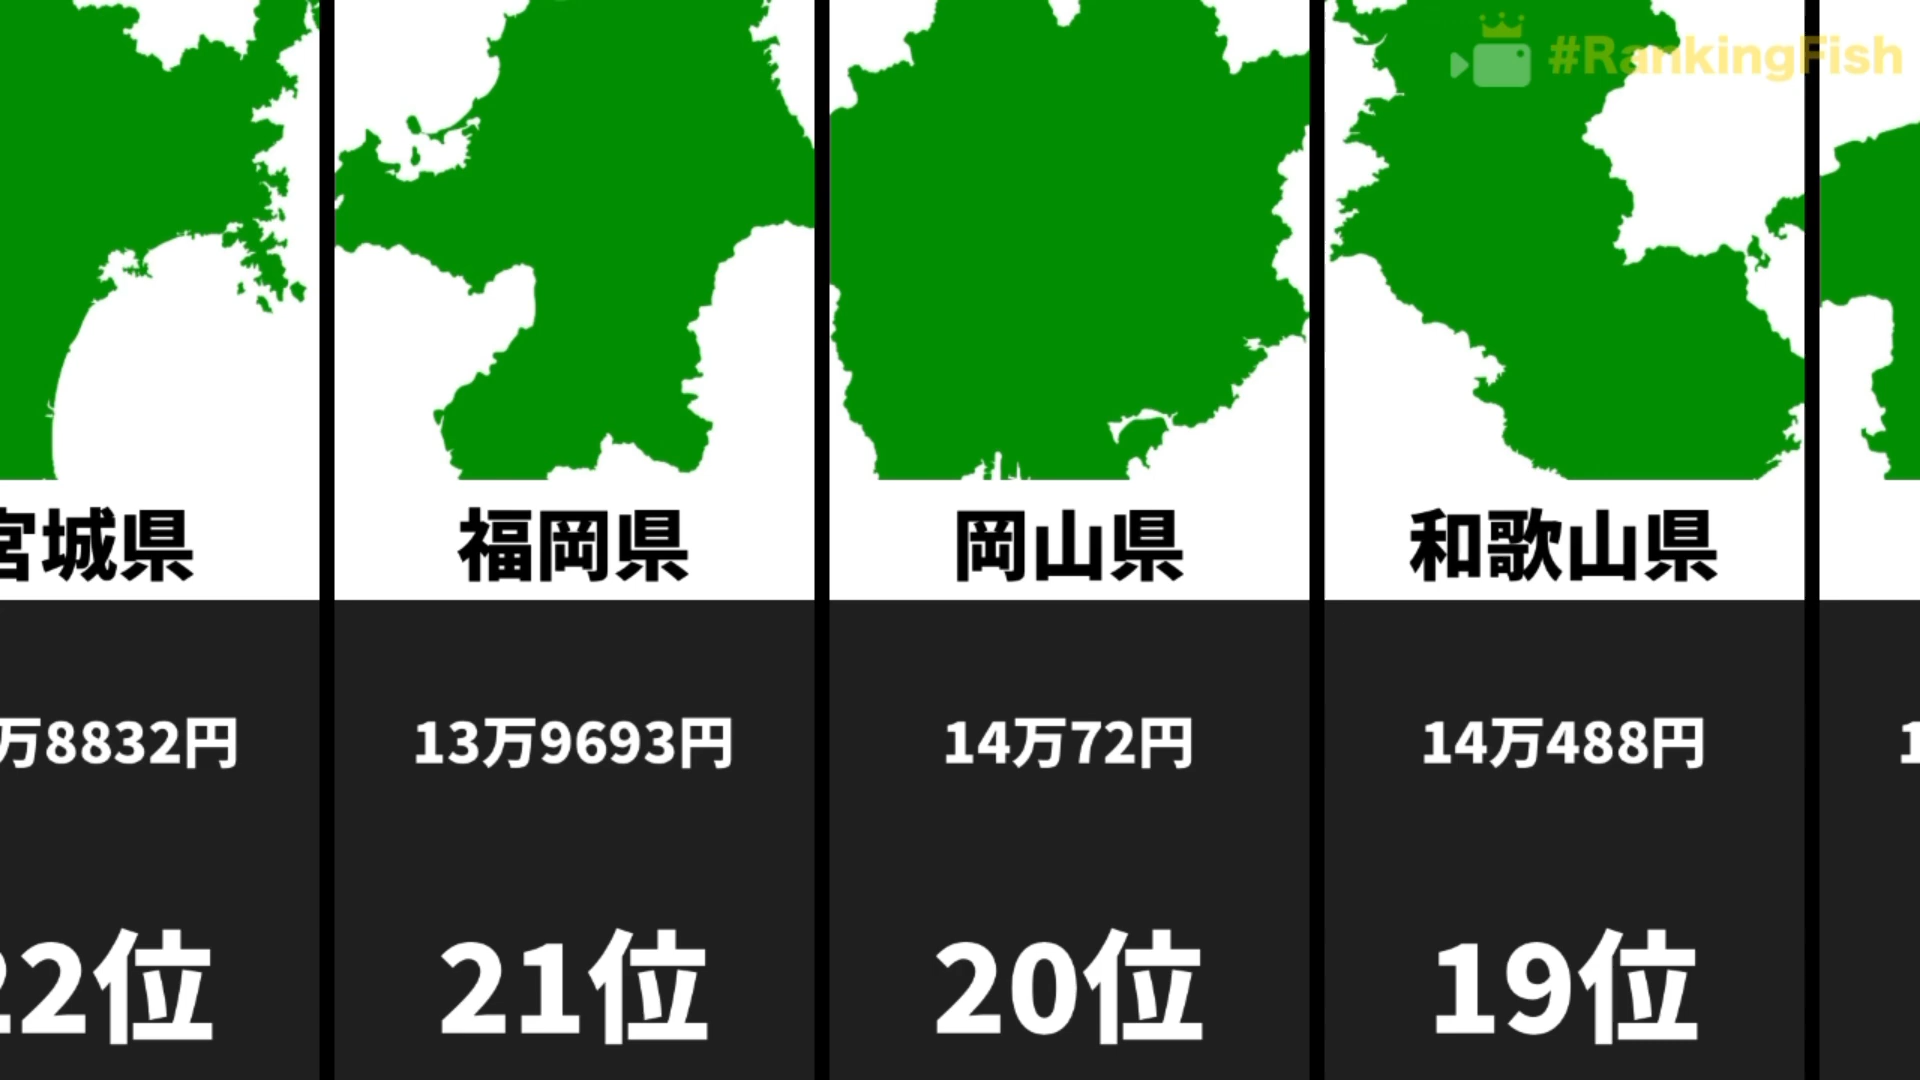 #RankingFish
宮城県
福岡県
岡山県
和歌山県
万8832円
13万9693円
14万72円
14万488円
22位
21位
20位
19位